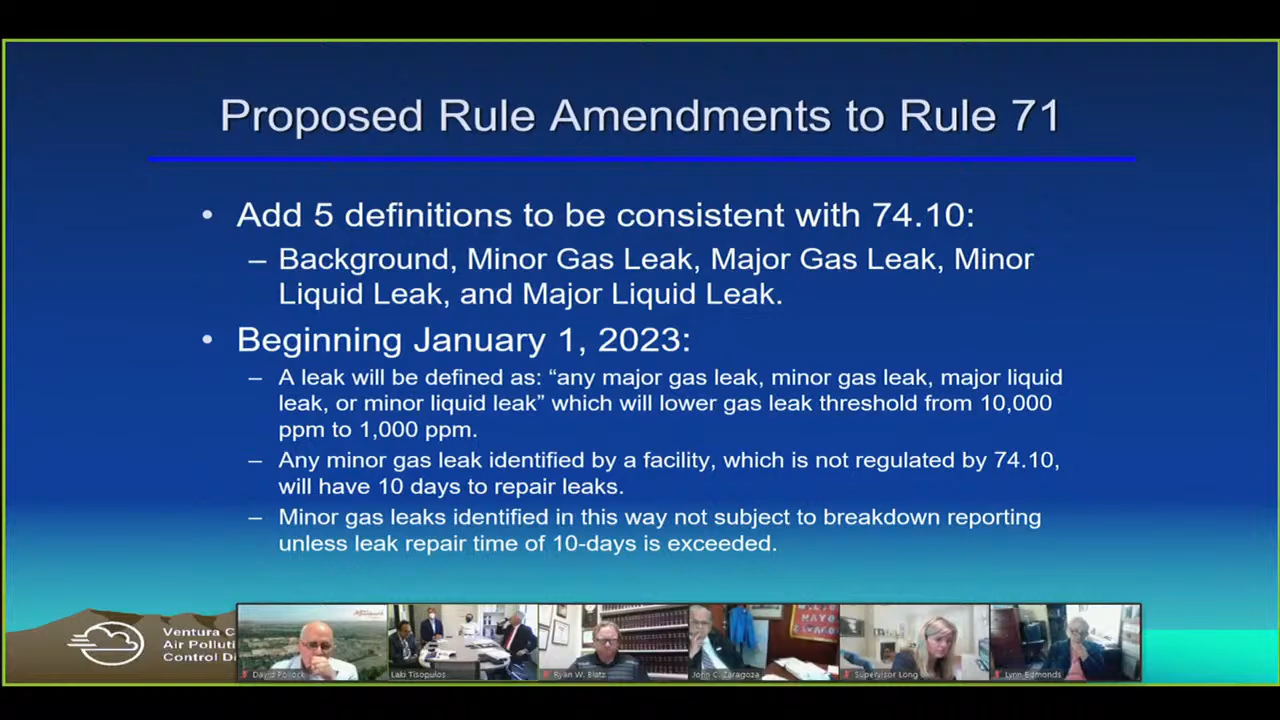 Proposed Rule Amendments to Rule 71
• Add 5 definitions to be consistent with 74.10:
– Background, Minor Gas Leak, Major Gas Leak, Minor
Liquid Leak, and Major Liquid Leak.
• Beginning January 1, 2023:
– A leak will be defined as: “any major gas leak, minor gas leak, major liquid
leak, or minor liquid leak” which will lower gas leak threshold from 10,000
ppm to 1,000 ppm.
– Any minor gas leak identified by a facility, which is not regulated by 74.10,
will have 10 days to repair leaks.
– Minor gas leaks identified in this way not subject to breakdown reporting
unless leak repair time of 10-days is exceeded.
Ventura C
Air Polluti
Control Di
David Pollock
Laki Tisopulos
Ryan W. Blatz
John C. Zaragoza
Supervisor Long
Lynn Edmonds
MAYO